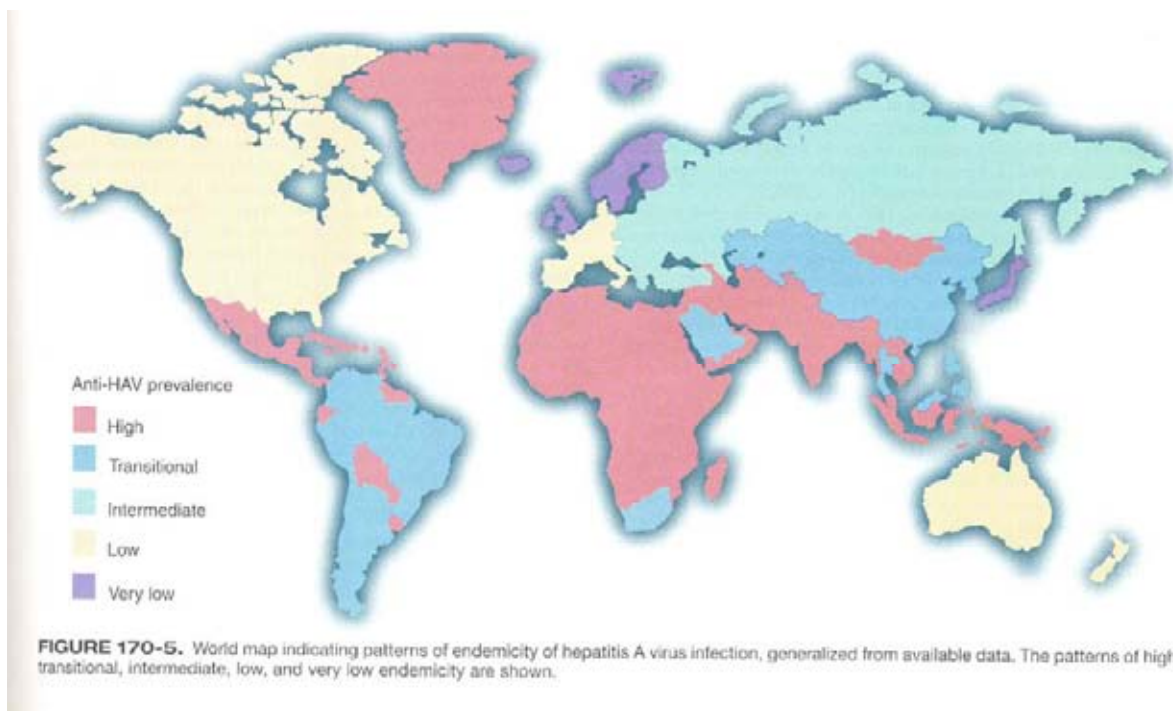 Anti-HAV prevalence
High
Transitional
Intermediate
Low
Very low
FIGURE 170-5. World map indicating patterns of endemicity of hepatitis A virus infection, generalized from available data. The patterns of high
transitional, intermediate, low, and very low endemicity are shown.